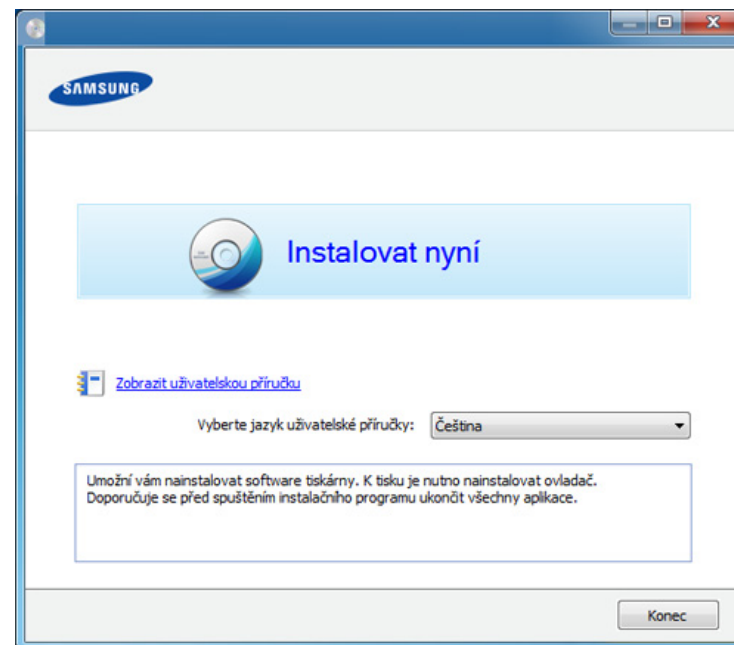 SAMSUNG
Instalovat nyní
Zobrazit uživatelskou příručku
Vyberte jazyk uživatelské příručky: Čeština
Umožní vám nainstalovat software tiskárny. K tisku je nutno nainstalovat ovladač.
Doporučuje se před spuštěním instalačního programu ukončit všechny aplikace.
Konec